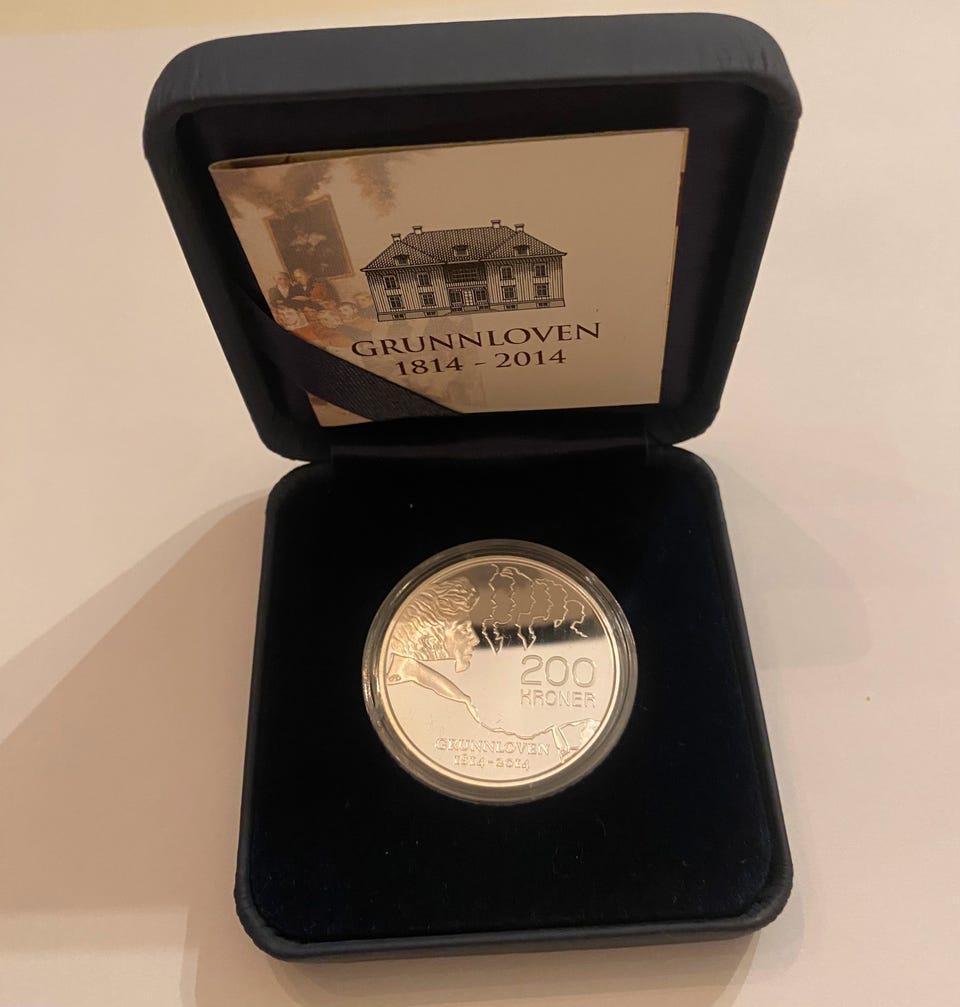 GRUNNLOVEN
1814 - 2014
200
KRONER
GRUNNLOVEN
1814-2014